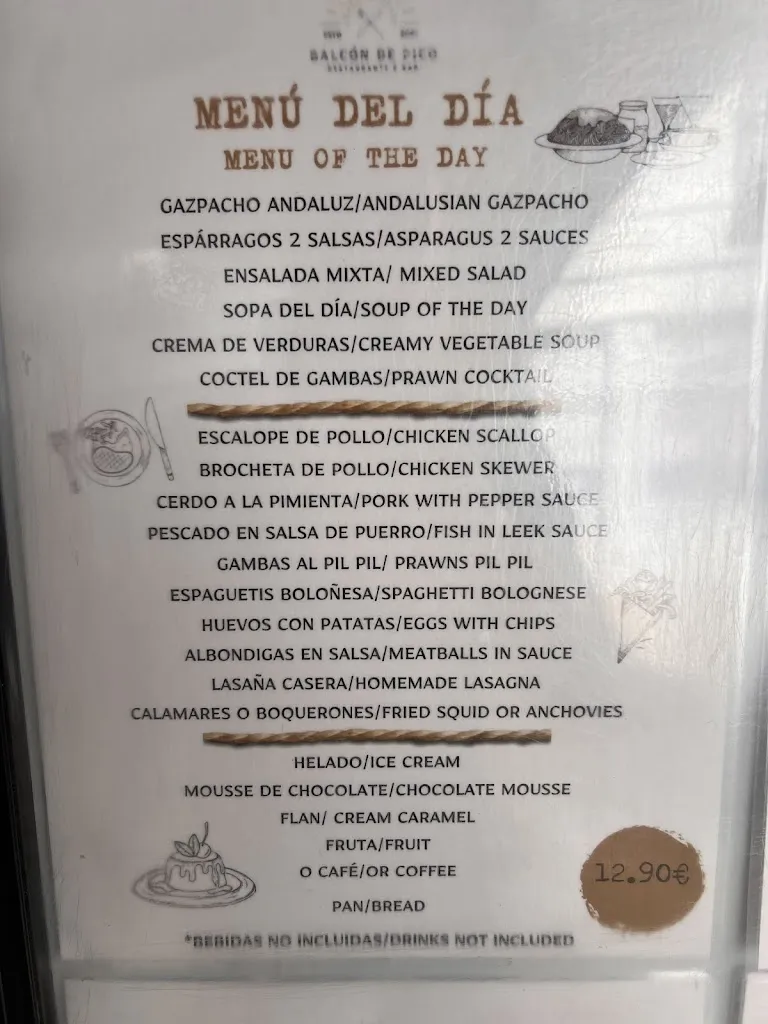 BALCÓN DE PICO
RESTAURANTE & BAR
MENÚ DEL DÍA
MENU OF THE DAY
GAZPACHO ANDALUZ/ANDALUSIAN GAZPACHO
ESPÁRRAGOS 2 SALSAS/ASPARAGUS 2 SAUCES
ENSALADA MIXTA/ MIXED SALAD
SOPA DEL DÍA/SOUP OF THE DAY
CREMA DE VERDURAS/CREAMY VEGETABLE SOUP
COCTEL DE GAMBAS/PRAWN COCKTAIL
ESCALOPE DE POLLO/CHICKEN SCALLOP
BROCHETA DE POLLO/CHICKEN SKEWER
CERDO A LA PIMIENTA/PORK WITH PEPPER SAUCE
PESCADO EN SALSA DE PUERRO/FISH IN LEEK SAUCE
GAMBAS AL PIL PIL/ PRAWNS PIL PIL
ESPAGUETIS BOLOÑESA/SPAGHETTI BOLOGNESE
HUEVOS CON PATATAS/EGGS WITH CHIPS
ALBONDIGAS EN SALSA/MEATBALLS IN SAUCE
LASAÑA CASERA/HOMEMADE LASAGNA
CALAMARES O BOQUERONES/FRIED SQUID OR ANCHOVIES
HELADO/ICE CREAM
MOUSSE DE CHOCOLATE/CHOCOLATE MOUSSE
FLAN/ CREAM CARAMEL
FRUTA/FRUIT
O CAFÉ/OR COFFEE
12.90€
PAN/BREAD
*BEBIDAS NO INCLUIDAS/DRINKS NOT INCLUDED